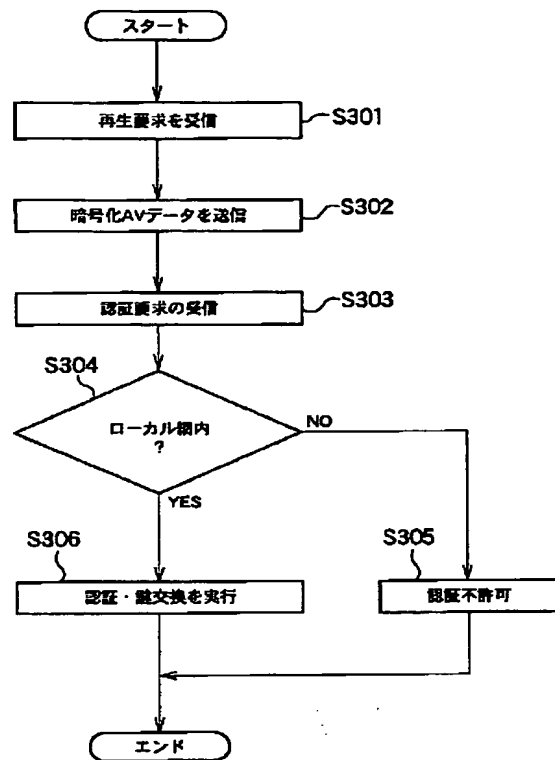 スタート
再生要求を受信
S301
暗号化AVデータを送信
S302
認証要求の受信
S303
S304
ローカル網内
?
NO
YES
S306
S305
認証・鍵交換を実行
認証不許可
エンド